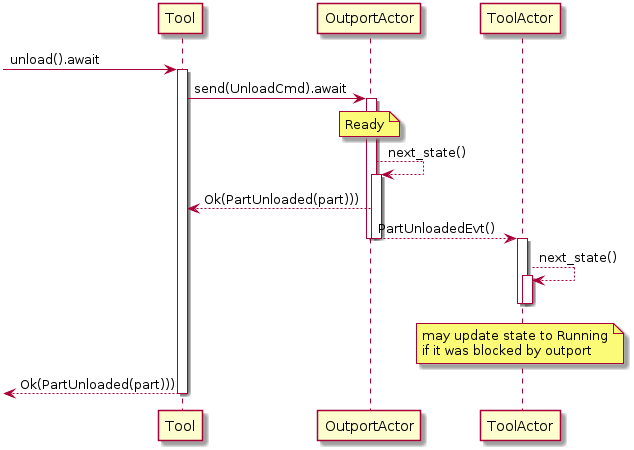 Tool
OutportActor
ToolActor
unload().await
send(UnloadCmd).await
Ready
next_state()
Ok(PartUnloaded(part)))
PartUnloadedEvt()
next_state()
may update state to Running
if it was blocked by outport
Ok(PartUnloaded(part)))
Tool
OutportActor
ToolActor